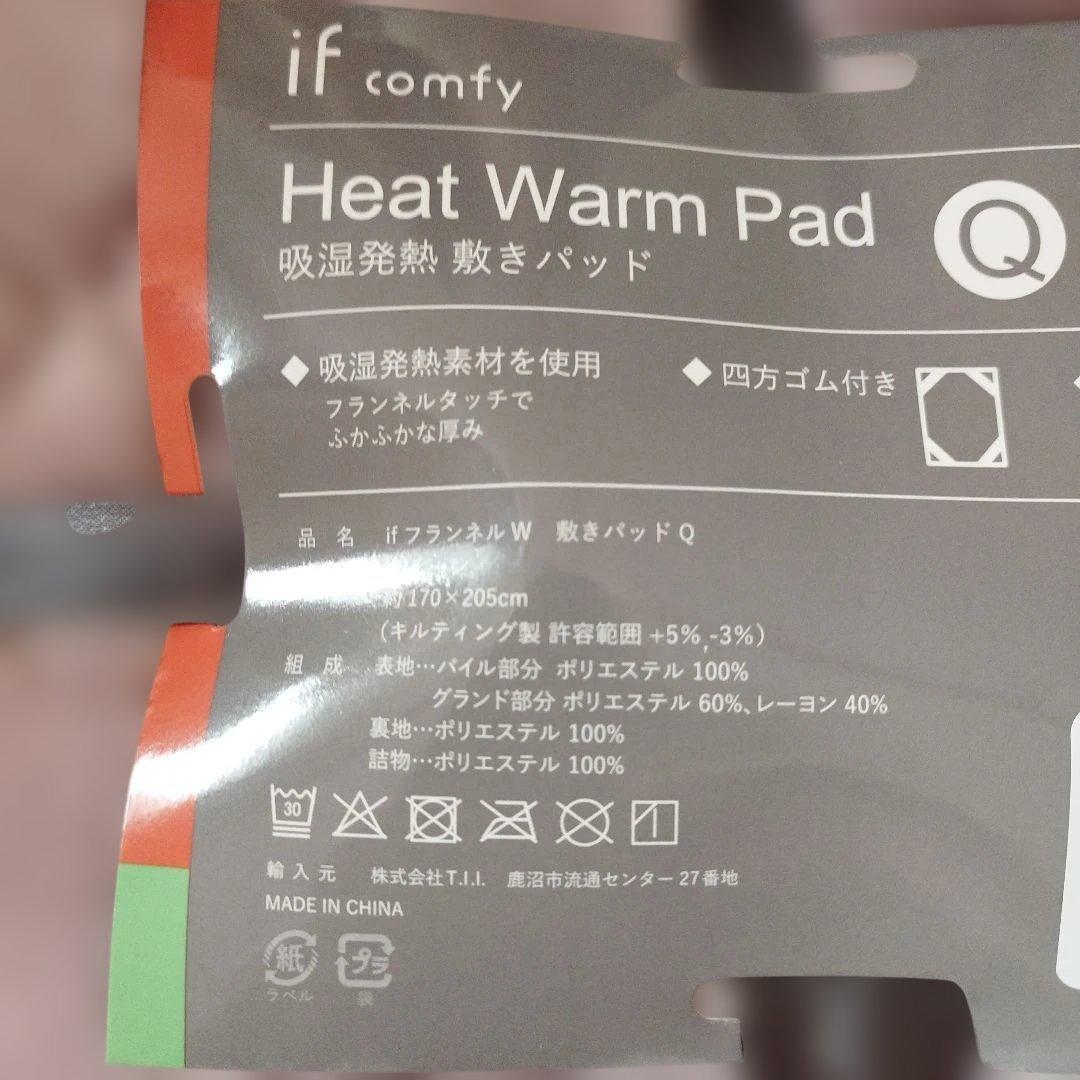 if comfy
Heat Warm Pad Q
吸湿発熱 敷きパッド
◆吸湿発熱素材を使用
フランネルタッチで
ふかふかな厚み
◆四方ゴム付き
品 名 if フランネルW 敷きパッド Q
約170×205cm
(キルティング製 許容範囲 +5%,-3%)
組 成 表地…パイル部分 ポリエステル 100%
グランド部分 ポリエステル 60%、レーヨン 40%
裏地…ポリエステル 100%
詰物…ポリエステル 100%
30
輸入元 株式会社T.I.I. 鹿沼市流通センター 27番地
MADE IN CHINA
紙 プラ
ラベル 袋